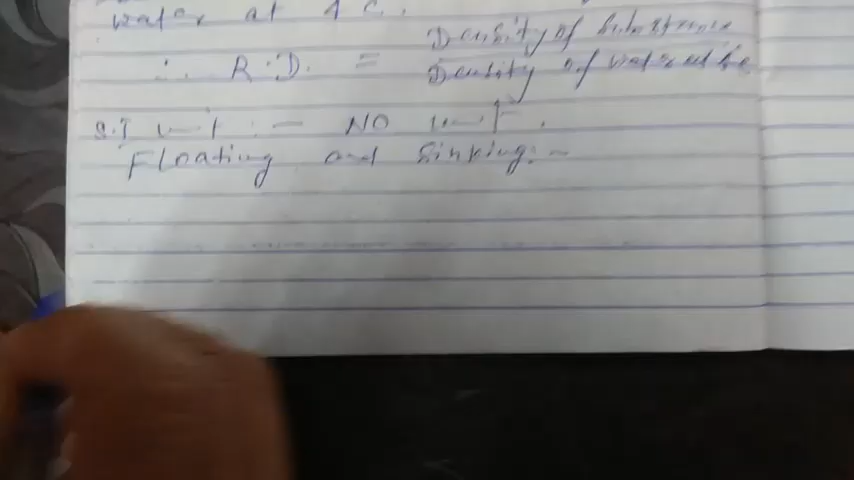 water at 4°C.
Density of Substance
∴ R.D. =
Density of water at 4°C
S.I unit :- NO unit.
Floating and Sinking:-